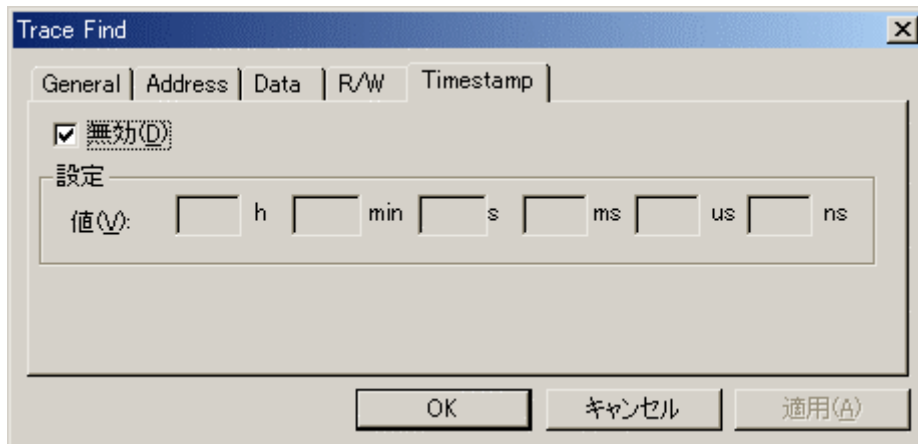 Trace Find
General Address Data R/W Timestamp
無効(D)
設定
値(V): h min s ms us ns
OK キャンセル 適用(A)